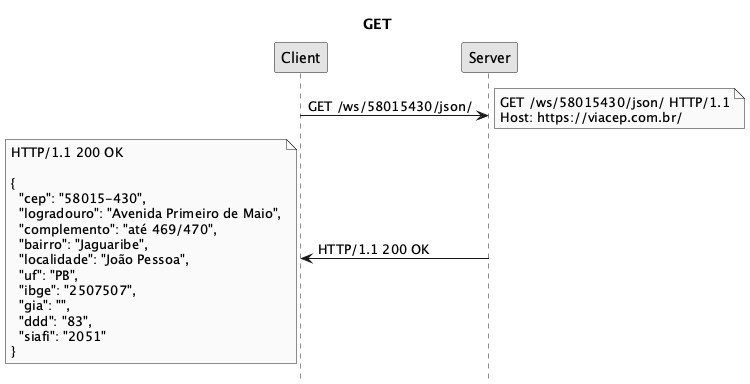 GET
Client
Server
GET /ws/58015430/json/
GET /ws/58015430/json/ HTTP/1.1
Host: https://viacep.com.br/
HTTP/1.1 200 OK
{
"cep": "58015-430",
"logradouro": "Avenida Primeiro de Maio",
"complemento": "até 469/470",
"bairro": "Jaguaribe",
"localidade": "João Pessoa",
"uf": "PB",
"ibge": "2507507",
"gia": "",
"ddd": "83",
"siafi": "2051"
}
HTTP/1.1 200 OK